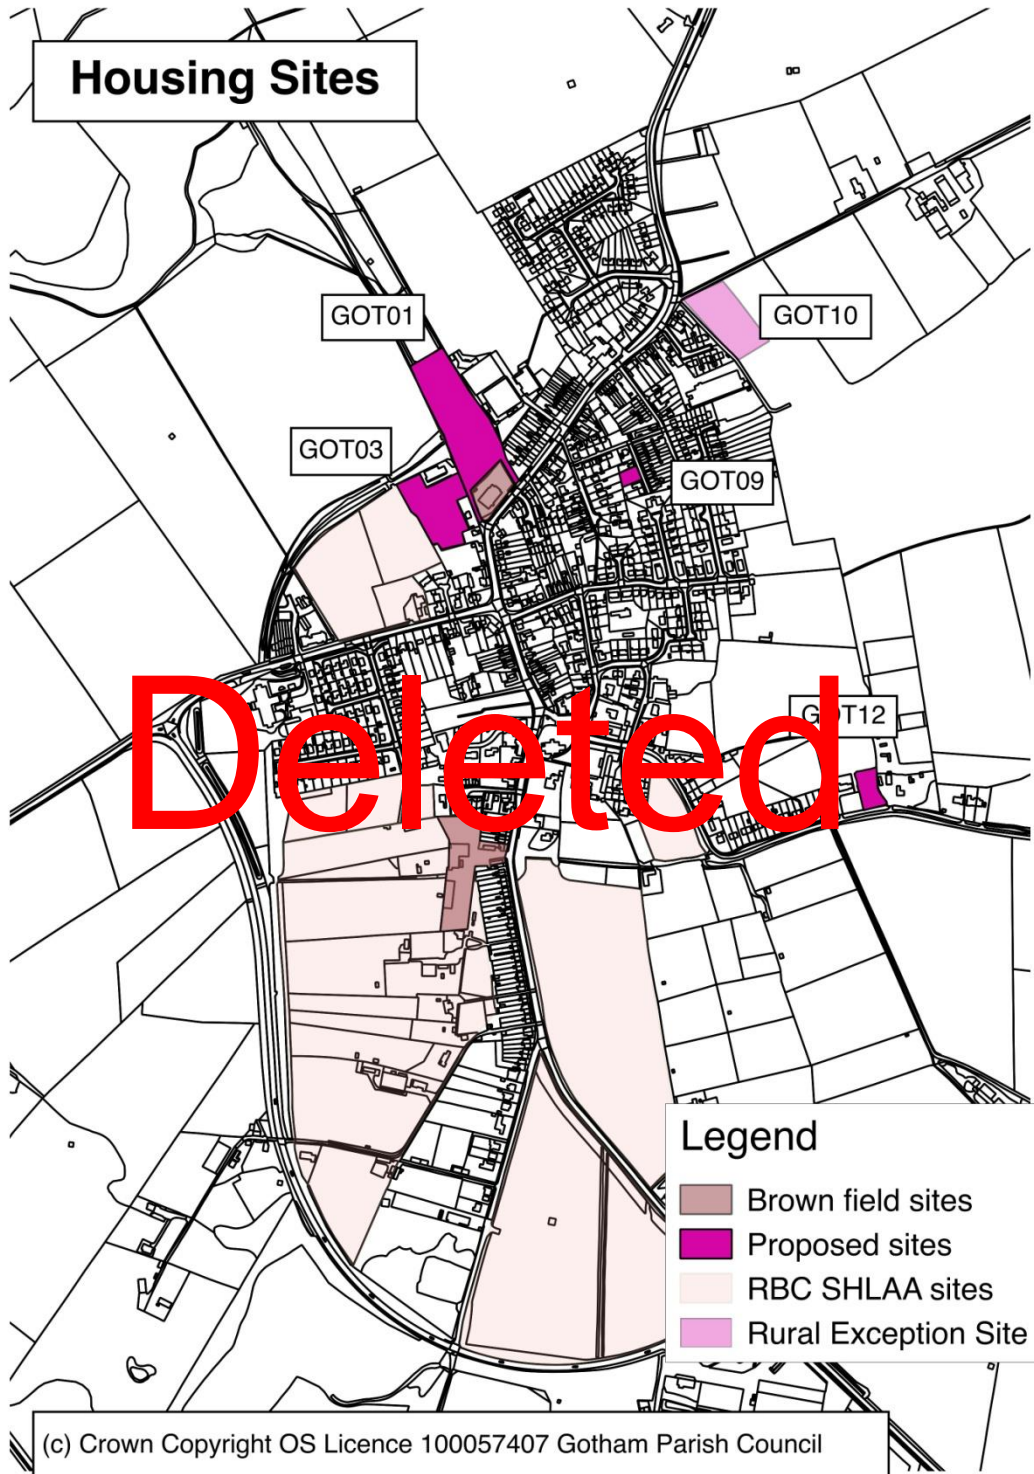 Housing Sites
GOT01
GOT10
GOT03
GOT09
GOT12
Deleted
Legend
Brown field sites
Proposed sites
RBC SHLAA sites
Rural Exception Site
(c) Crown Copyright OS Licence 100057407 Gotham Parish Council